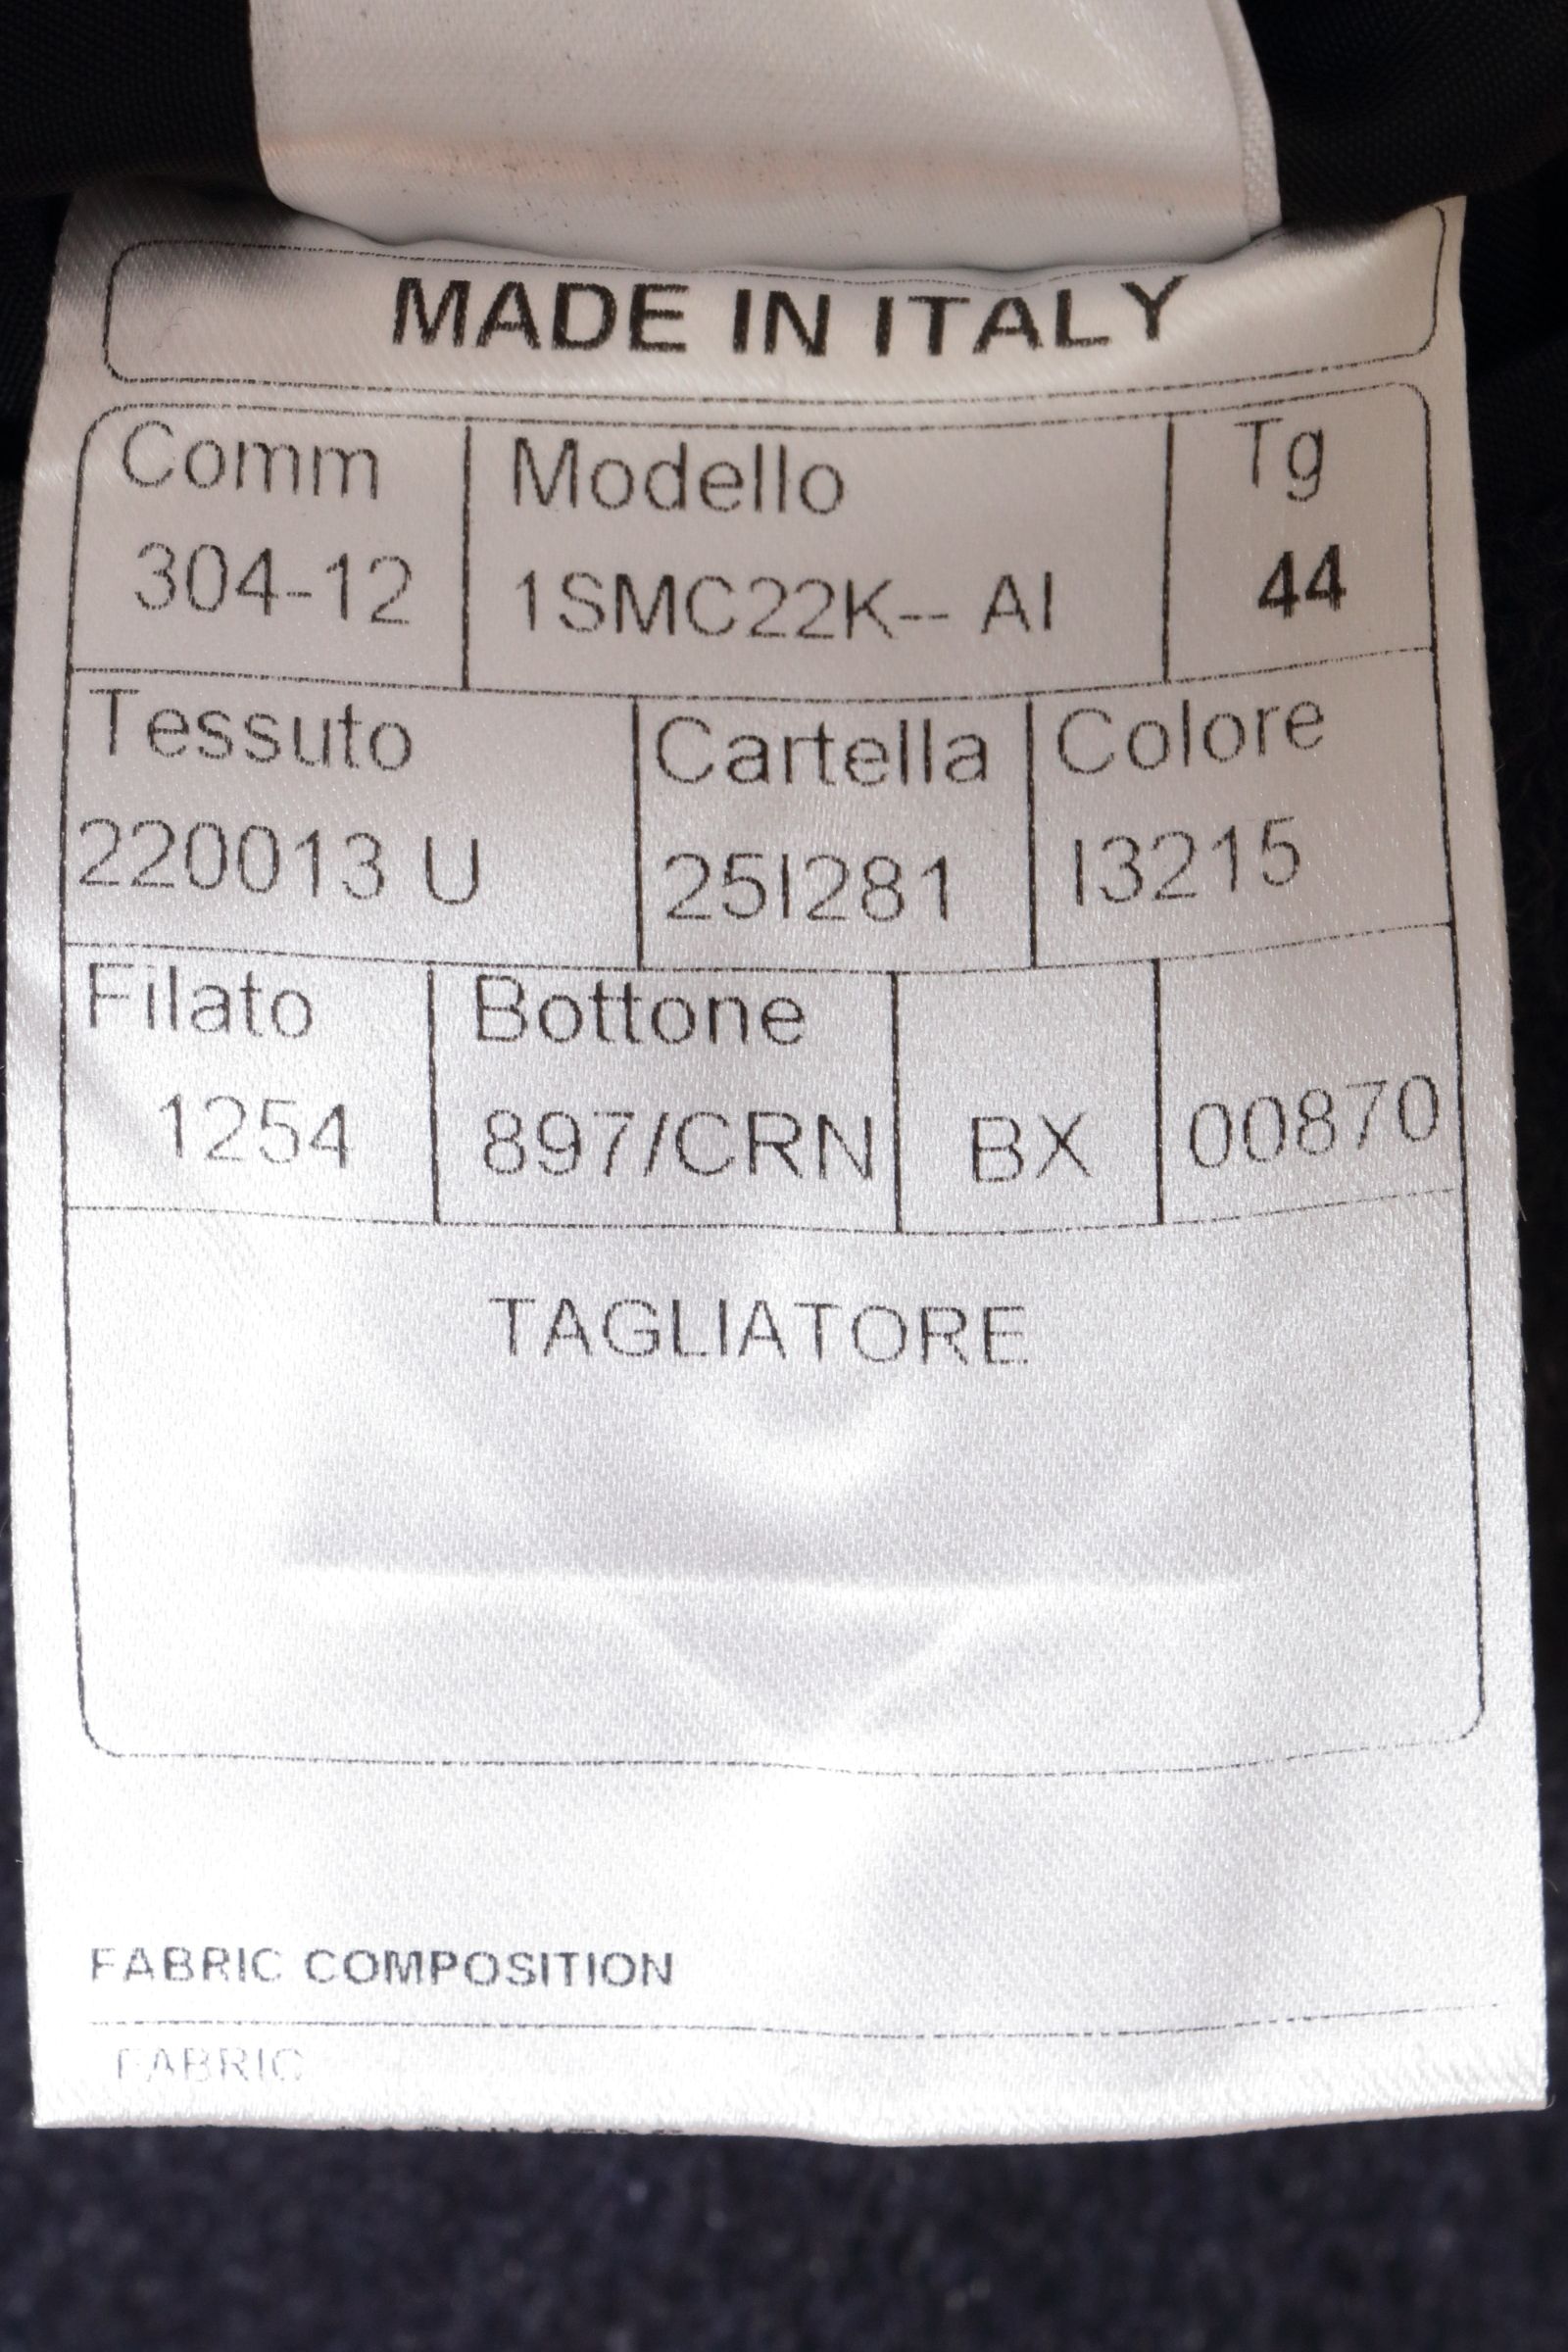 MADE IN ITALY
Comm Modello Tg
304-12 1SMC22K-- AI 44
Tessuto Cartella Colore
220013 U 25I281 I3215
Filato Bottone
1254 897/CRN BX 00870
TAGLIATORE
FABRIC COMPOSITION
FABRIC